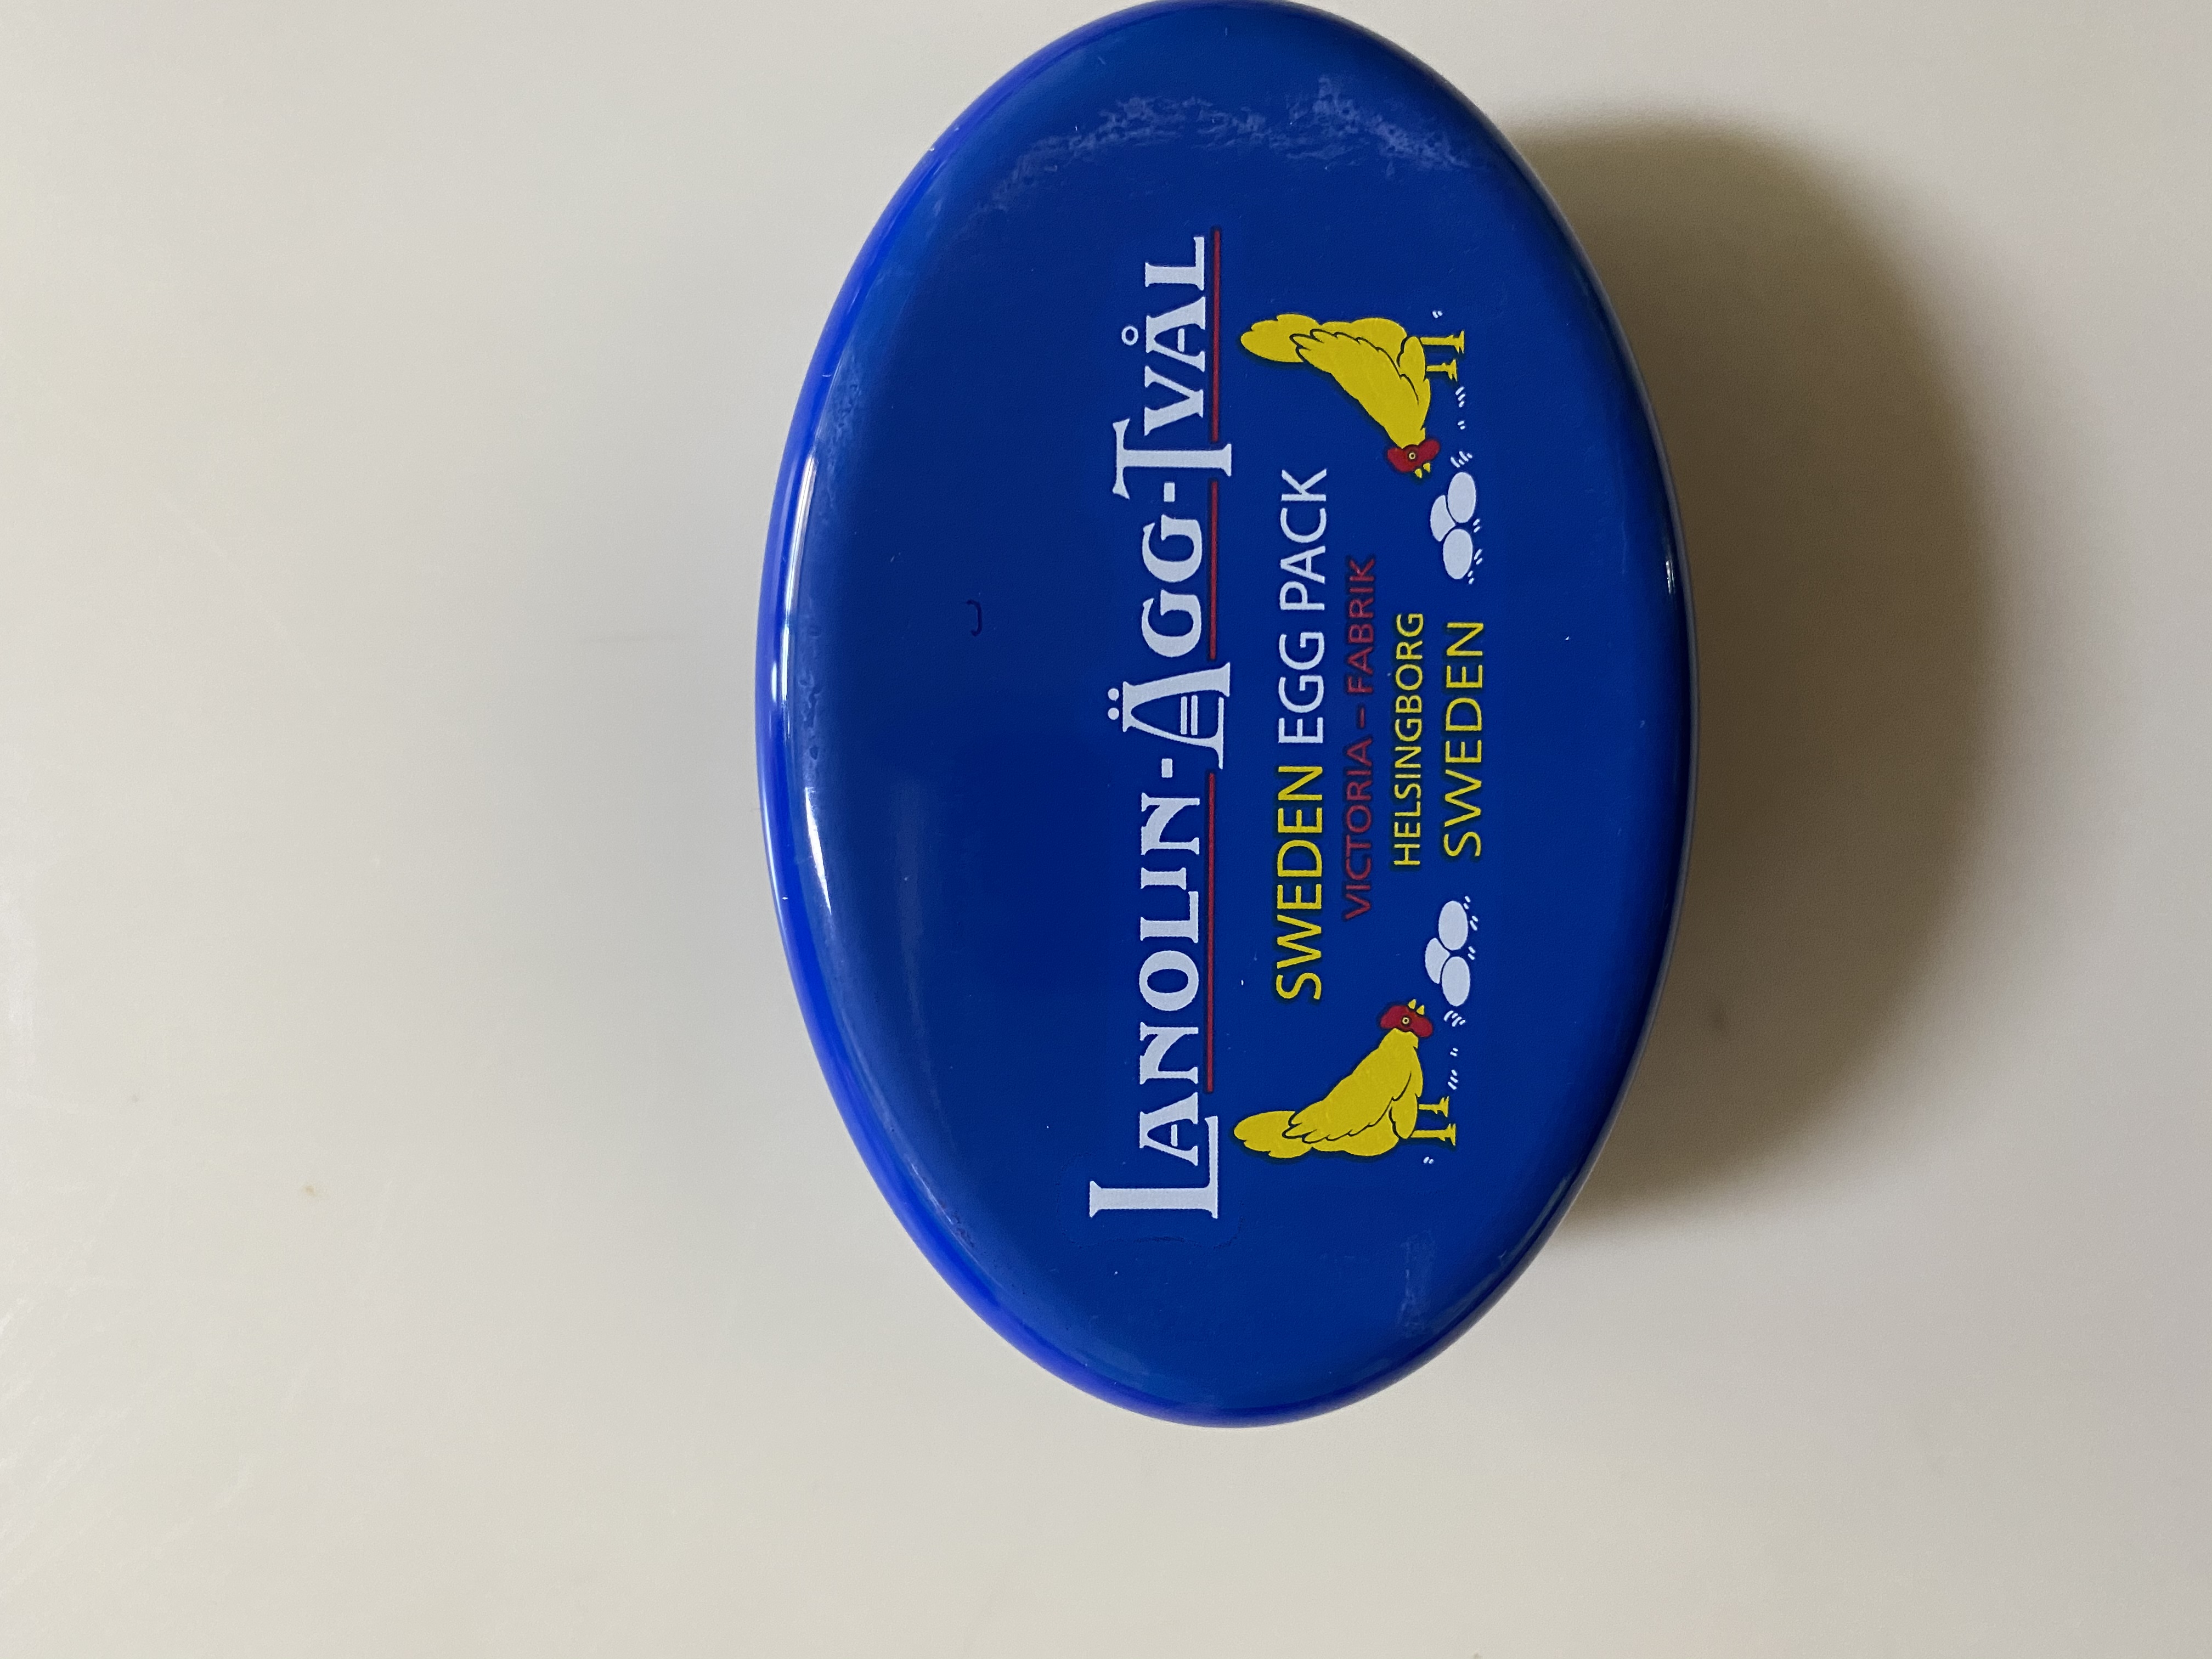 LANOLIN-ÄGG-TVÅL
SWEDEN EGG PACK
VICTORIA – FABRIK
HELSINGBORG
SWEDEN